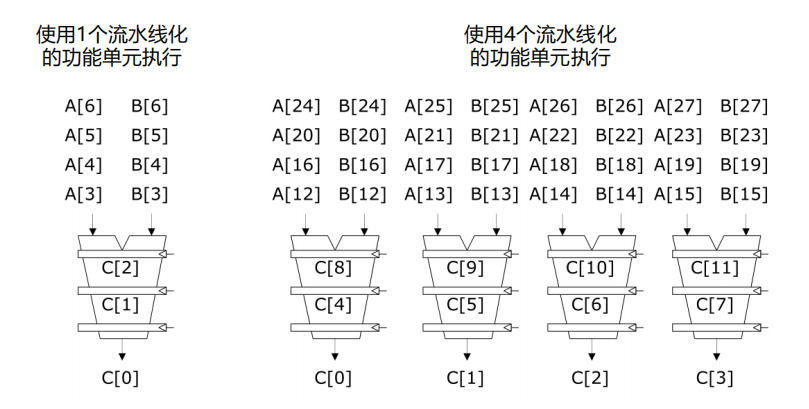 使用1个流水线化
的功能单元执行
使用4个流水线化
的功能单元执行
A[6] B[6]
A[5] B[5]
A[4] B[4]
A[3] B[3]
C[2]
C[1]
C[0]
A[24] B[24] A[25] B[25] A[26] B[26] A[27] B[27]
A[20] B[20] A[21] B[21] A[22] B[22] A[23] B[23]
A[16] B[16] A[17] B[17] A[18] B[18] A[19] B[19]
A[12] B[12] A[13] B[13] A[14] B[14] A[15] B[15]
C[8] C[9] C[10] C[11]
C[4] C[5] C[6] C[7]
C[0] C[1] C[2] C[3]